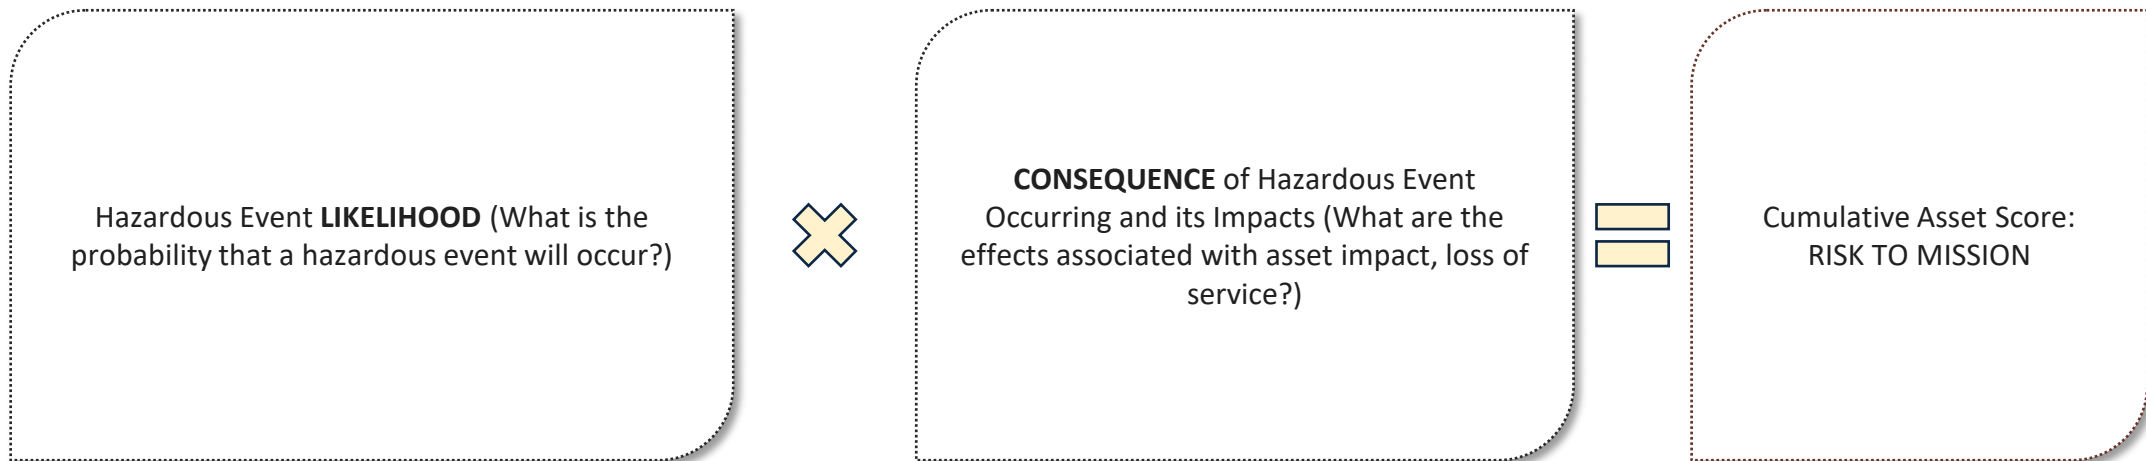 Hazardous Event LIKELIHOOD (What is the
probability that a hazardous event will occur?)
CONSEQUENCE of Hazardous Event
Occurring and its Impacts (What are the
effects associated with asset impact, loss of
service?)
Cumulative Asset Score:
RISK TO MISSION